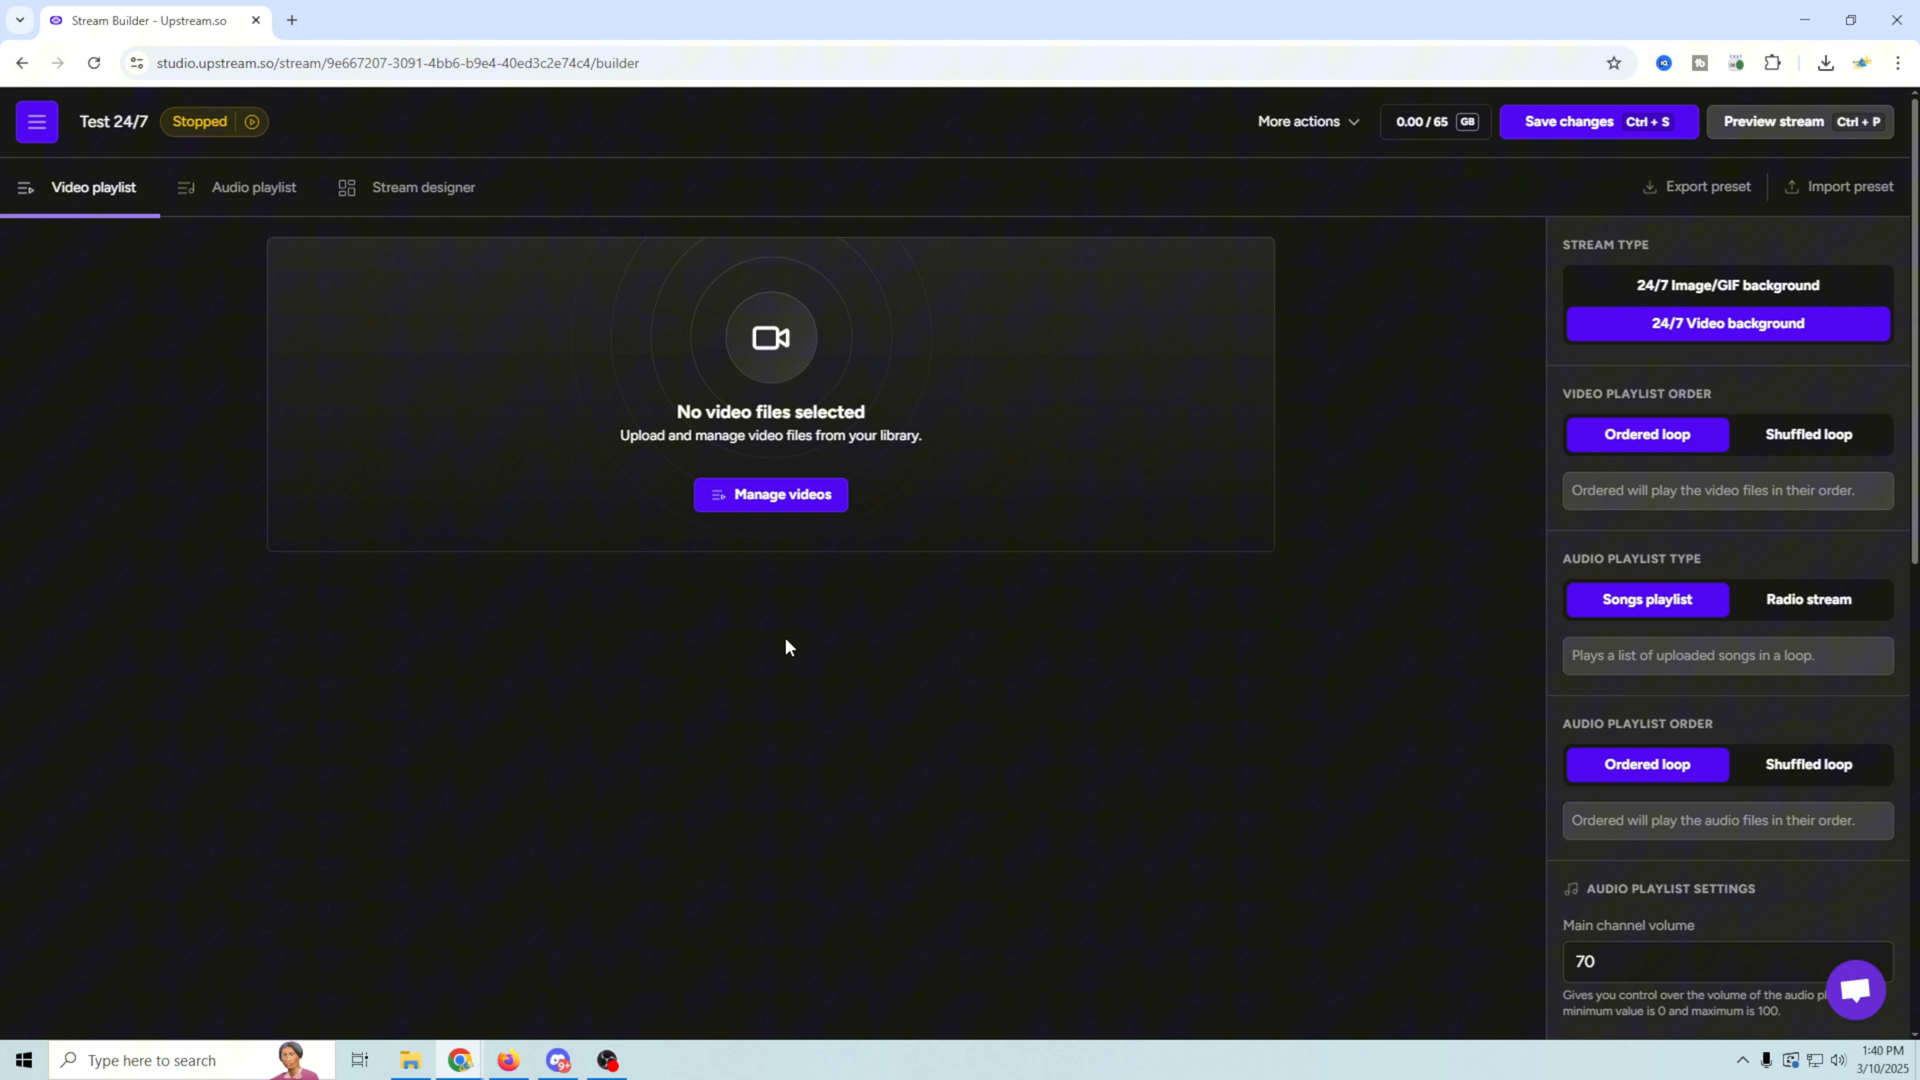 Stream Builder - Upstream.so
studio.upstream.so/stream/9e667207-3091-4bb6-b9e4-40ed3c2e74c4/builder
Test 24/7
Stopped
More actions
0.00 / 65 GB
Save changes Ctrl + S
Preview stream Ctrl + P
Video playlist
Audio playlist
Stream designer
Export preset
Import preset
No video files selected
Upload and manage video files from your library.
Manage videos
STREAM TYPE
24/7 Image/GIF background
24/7 Video background
VIDEO PLAYLIST ORDER
Ordered loop
Shuffled loop
Ordered will play the video files in their order.
AUDIO PLAYLIST TYPE
Songs playlist
Radio stream
Plays a list of uploaded songs in a loop.
AUDIO PLAYLIST ORDER
Ordered loop
Shuffled loop
Ordered will play the audio files in their order.
AUDIO PLAYLIST SETTINGS
Main channel volume
70
Gives you control over the volume of the audio
minimum value is 0 and maximum is 100.
Type here to search
9+
1:40 PM
3/10/2025